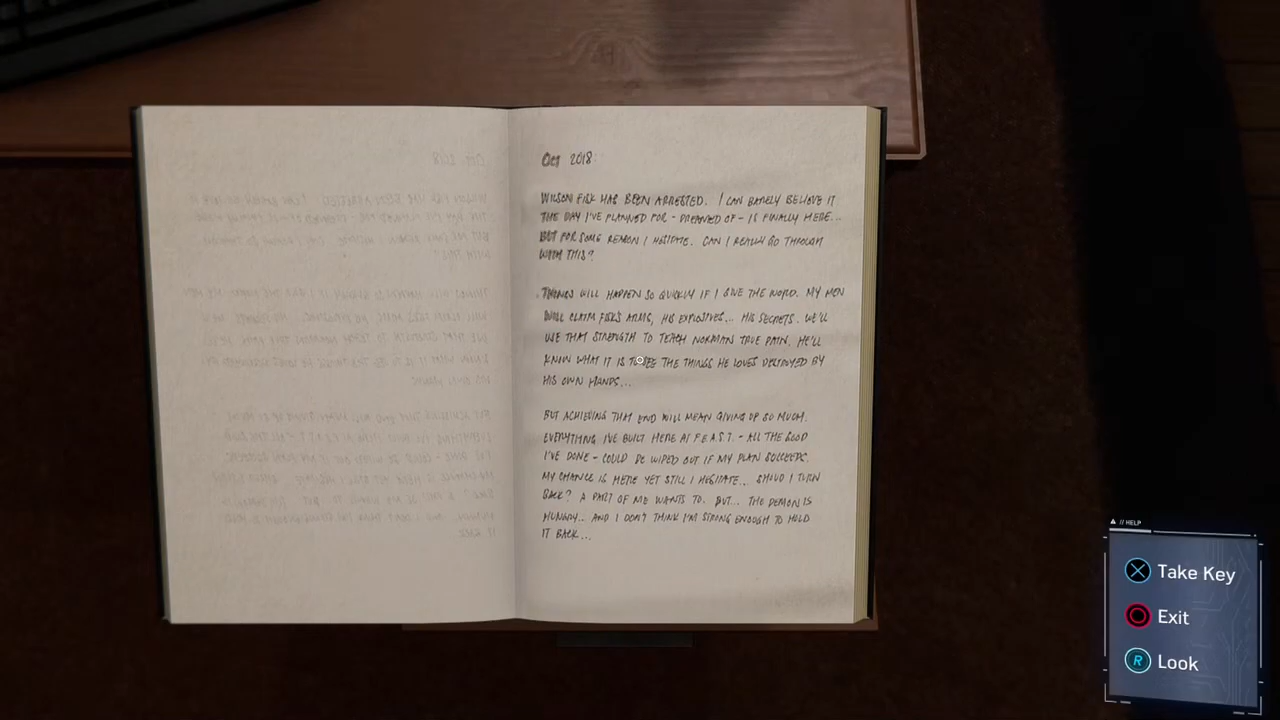 Oct 2018
WILSON FISK HAS BEEN ARRESTED. I CAN BARELY BELIEVE IT
THE DAY I'VE PLANNED FOR - DREAMED OF - IS FINALLY HERE...
BUT FOR SOME REASON I HESITATE. CAN I REALLY GO THROUGH
WITH THIS?
THINGS WILL HAPPEN SO QUICKLY IF I GIVE THE WORD. MY MEN
WILL CLAIM FISK'S ARMS, HIS EXPLOSIVES... HIS SECRETS. WE'LL
USE THAT STRENGTH TO TEACH NORMAN TRUE PAIN. HE'LL
KNOW WHAT IT IS TO SEE THE THINGS HE LOVES DESTROYED BY
HIS OWN HANDS...
BUT ACHIEVING THAT END WILL MEAN GIVING UP SO MUCH.
EVERYTHING I'VE BUILT HERE AT F.E.A.S.T. - ALL THE GOOD
I'VE DONE - COULD BE WIPED OUT IF MY PLAN SUCCEEDS.
MY CHANCE IS HERE YET STILL I HESITATE... SHOULD I TURN
BACK? A PART OF ME WANTS TO. BUT... THE DEMON IS
HUNGRY... AND I DON'T THINK I'M STRONG ENOUGH TO HOLD
IT BACK...
// HELP
Take Key
Exit
R Look